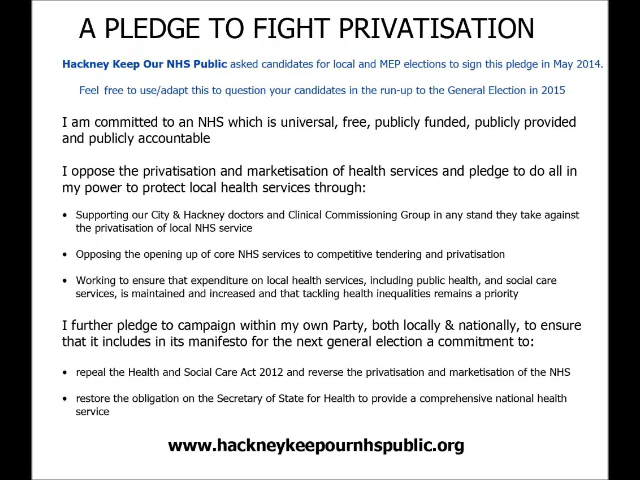 A PLEDGE TO FIGHT PRIVATISATION
Hackney Keep Our NHS Public asked candidates for local and MEP elections to sign this pledge in May 2014.
Feel free to use/adapt this to question your candidates in the run-up to the General Election in 2015
I am committed to an NHS which is universal, free, publicly funded, publicly provided
and publicly accountable
I oppose the privatisation and marketisation of health services and pledge to do all in
my power to protect local health services through:
• Supporting our City & Hackney doctors and Clinical Commissioning Group in any stand they take against
the privatisation of local NHS service
• Opposing the opening up of core NHS services to competitive tendering and privatisation
• Working to ensure that expenditure on local health services, including public health, and social care
services, is maintained and increased and that tackling health inequalities remains a priority
I further pledge to campaign within my own Party, both locally & nationally, to ensure
that it includes in its manifesto for the next general election a commitment to:
• repeal the Health and Social Care Act 2012 and reverse the privatisation and marketisation of the NHS
• restore the obligation on the Secretary of State for Health to provide a comprehensive national health
service
www.hackneykeepournhspublic.org